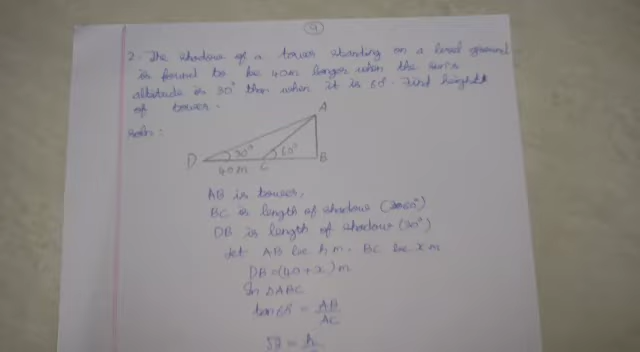 9
2. The shadow of a tower standing on a level ground
is found to be 40m longer when the sun's
altitude is 30° than when it is 60°. Find height
of tower.
Soln:
A
D 30° C 60° B
40m
AB is tower.
BC is length of shadow (60°)
DB is length of shadow (30°)
Let AB be h m. BC be x m
DB = (40+x) m
In ΔABC
tan 60° = AB/AC
√3 = h